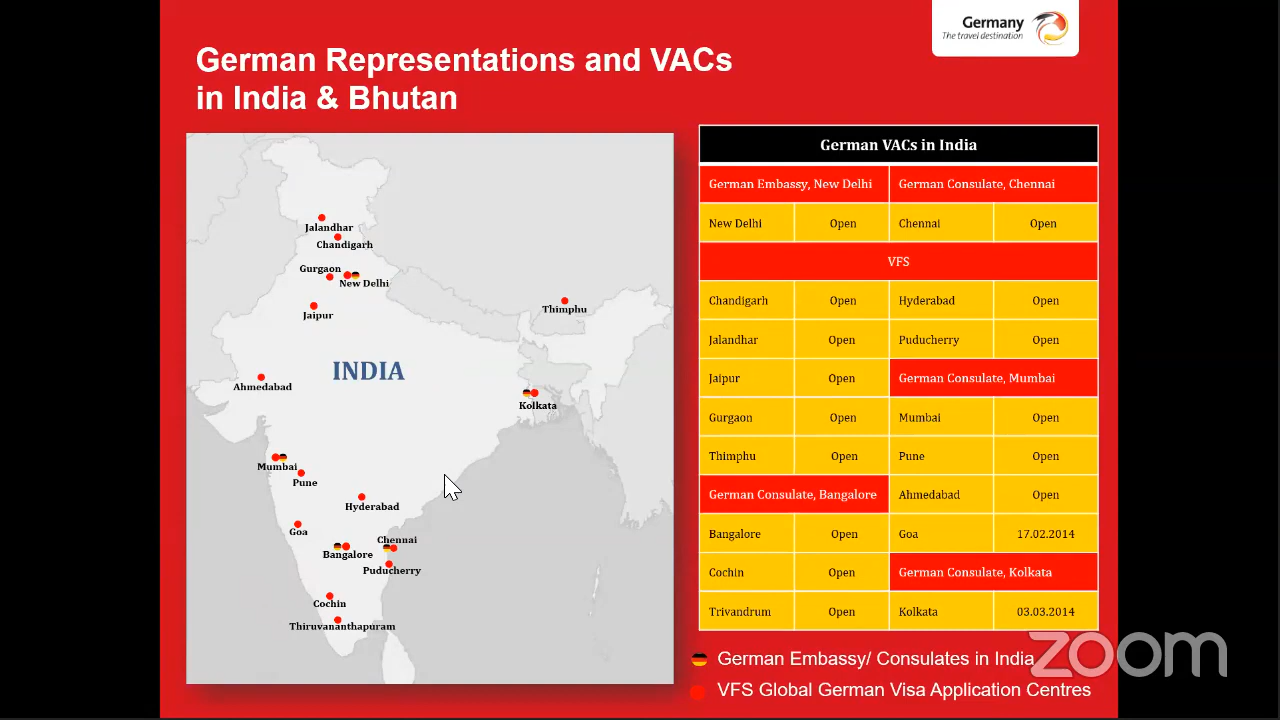 Germany
The travel destination
German Representations and VACs
in India & Bhutan
Jalandhar
Chandigarh
Gurgaon
New Delhi
Jaipur
Thimphu
INDIA
Ahmedabad
Kolkata
Mumbai
Pune
Hyderabad
Goa
Chennai
Bangalore
Puducherry
Cochin
Thiruvananthapuram
German VACs in India
German Embassy, New Delhi German Consulate, Chennai
New Delhi Open Chennai Open
VFS
Chandigarh Open Hyderabad Open
Jalandhar Open Puducherry Open
Jaipur Open German Consulate, Mumbai
Gurgaon Open Mumbai Open
Thimphu Open Pune Open
German Consulate, Bangalore Ahmedabad Open
Bangalore Open Goa 17.02.2014
Cochin Open German Consulate, Kolkata
Trivandrum Open Kolkata 03.03.2014
German Embassy/ Consulates in India
VFS Global German Visa Application Centres
zoom